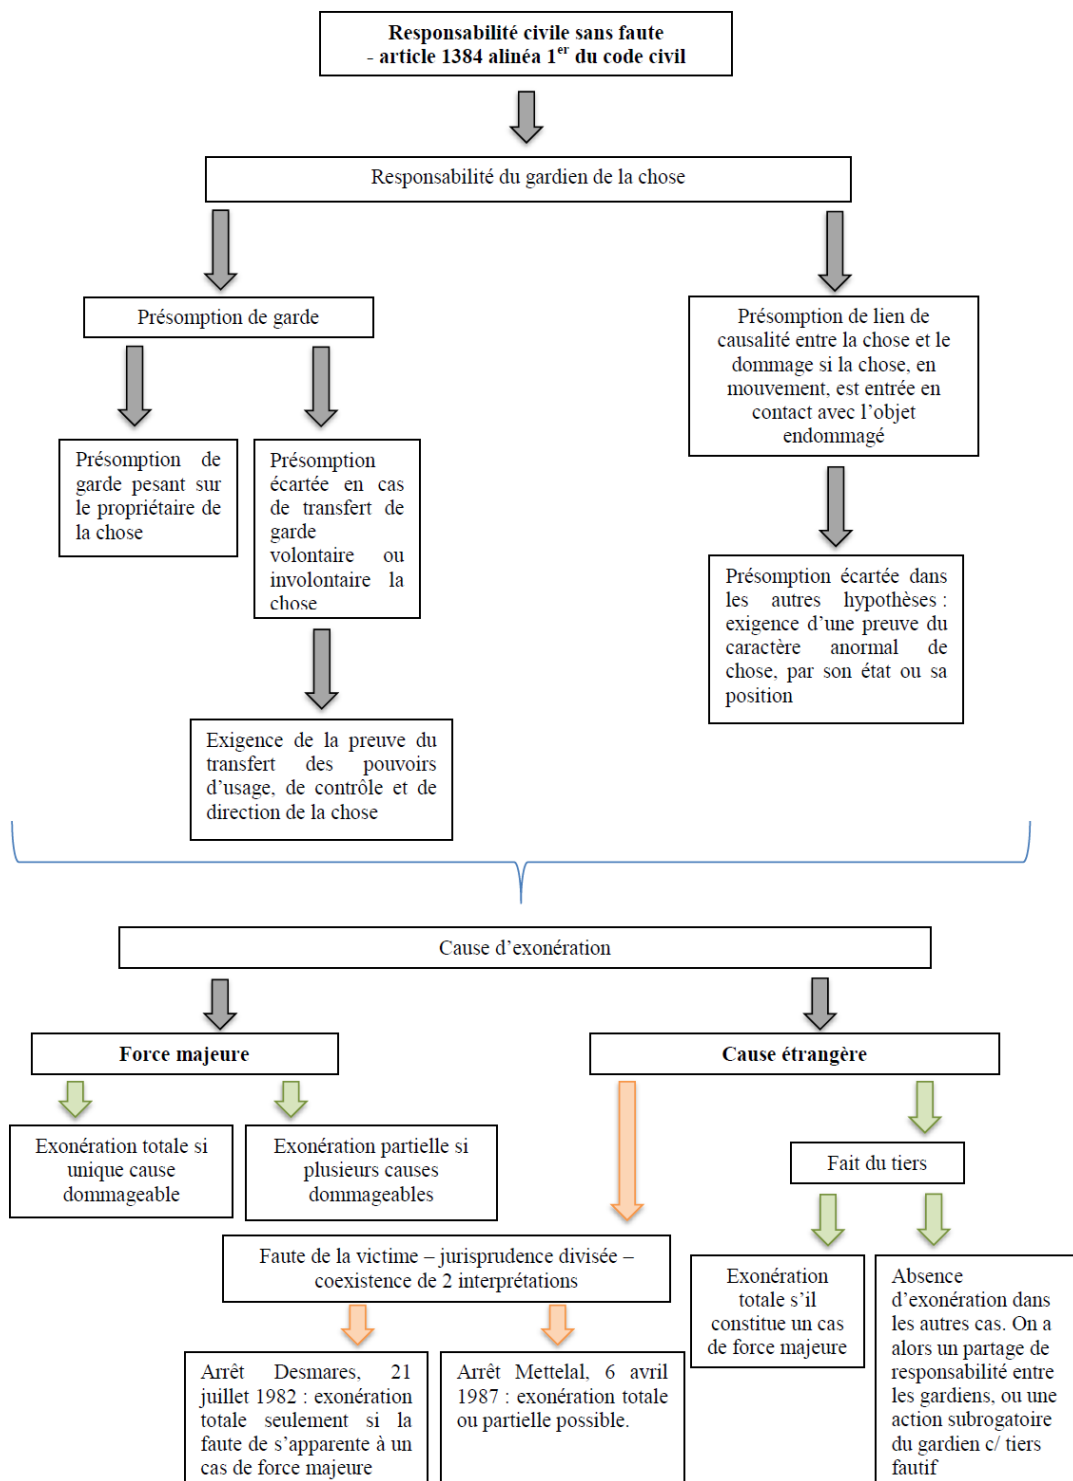 Responsabilité civile sans faute
- article 1384 alinéa 1er du code civil
Responsabilité du gardien de la chose
Présomption de garde
Présomption de lien de
causalité entre la chose et le
dommage si la chose, en
mouvement, est entrée en
contact avec l’objet
endommagé
Présomption de
garde pesant sur
le propriétaire de
la chose
Présomption
écartée en cas
de transfert de
garde
volontaire ou
involontaire la
chose
Présomption écartée dans
les autres hypothèses :
exigence d’une preuve du
caractère anormal de
chose, par son état ou sa
position
Exigence de la preuve du
transfert des pouvoirs
d’usage, de contrôle et de
direction de la chose
Cause d’exonération
Force majeure
Cause étrangère
Exonération totale si
unique cause
dommageable
Exonération partielle si
plusieurs causes
dommageables
Fait du tiers
Faute de la victime – jurisprudence divisée –
coexistence de 2 interprétations
Exonération
totale s’il
constitue un cas
de force majeure
Absence
d’exonération dans
les autres cas. On a
alors un partage de
responsabilité entre
les gardiens, ou une
action subrogatoire
du gardien c/ tiers
fautif
Arrêt Desmares, 21
juillet 1982 : exonération
totale seulement si la
faute de s’apparente à un
cas de force majeure
Arrêt Mettelal, 6 avril
1987 : exonération totale
ou partielle possible.